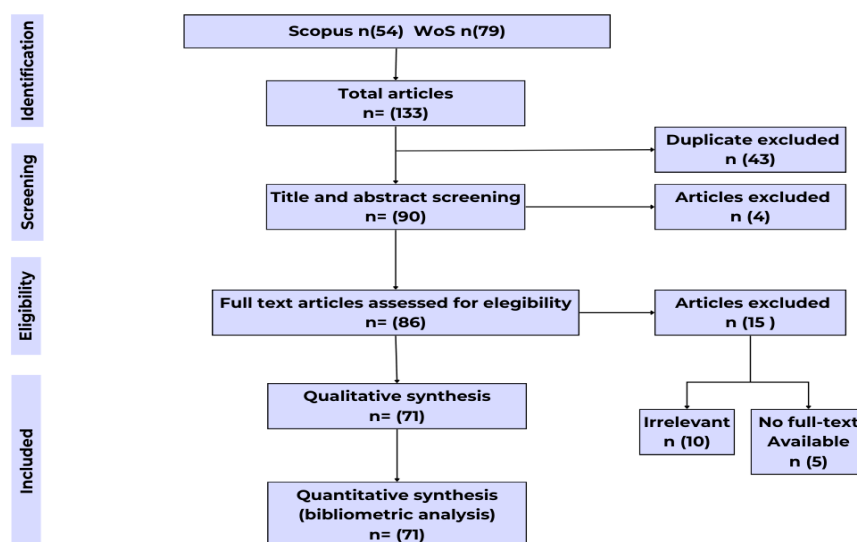 Identification
Scopus n(54) WoS n(79)
Total articles
n= (133)
Duplicate excluded
n (43)
Screening
Title and abstract screening
n= (90)
Articles excluded
n (4)
Eligibility
Full text articles assessed for elegibility
n= (86)
Articles excluded
n (15 )
Included
Qualitative synthesis
n= (71)
Irrelevant
n (10)
No full-text
Available
n (5)
Quantitative synthesis
(bibliometric analysis)
n= (71)